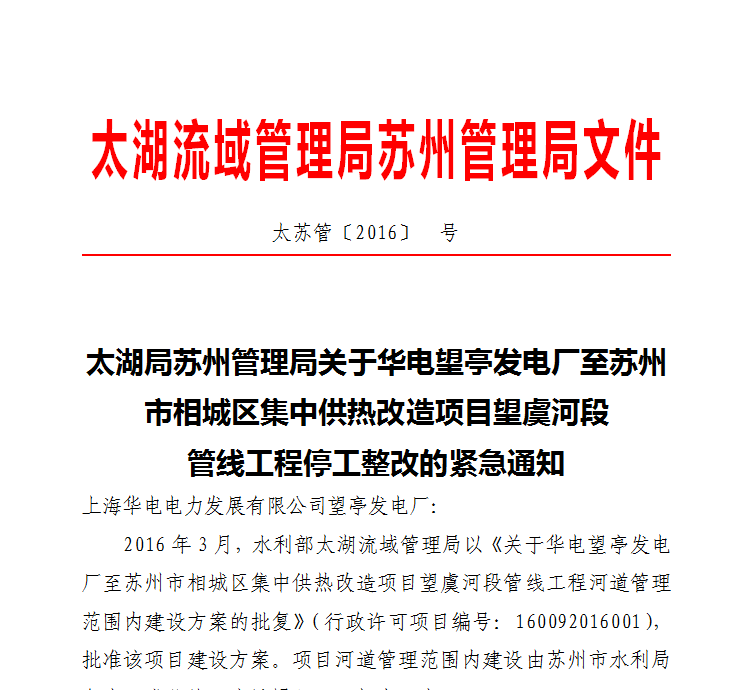 太湖流域管理局苏州管理局文件
太苏管〔2016〕 号
太湖局苏州管理局关于华电望亭发电厂至苏州
市相城区集中供热改造项目望虞河段
管线工程停工整改的紧急通知
上海华电电力发展有限公司望亭发电厂：
2016 年 3 月，水利部太湖流域管理局以《关于华电望亭发电
厂至苏州市相城区集中供热改造项目望虞河段管线工程河道管理
范围内建设方案的批复》（行政许可项目编号：160092016001），
批准该项目建设方案。项目河道管理范围内建设由苏州市水利局